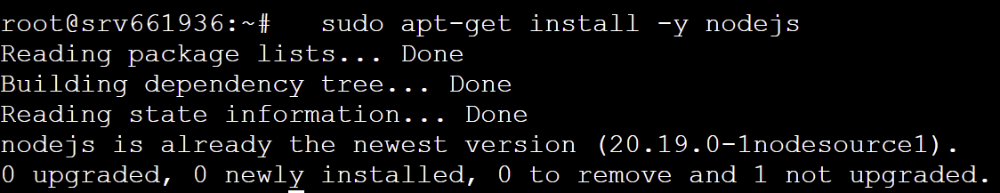 root@srv661936:~#   sudo apt-get install -y nodejs
Reading package lists... Done
Building dependency tree... Done
Reading state information... Done
nodejs is already the newest version (20.19.0-1nodesource1).
0 upgraded, 0 newly installed, 0 to remove and 1 not upgraded.